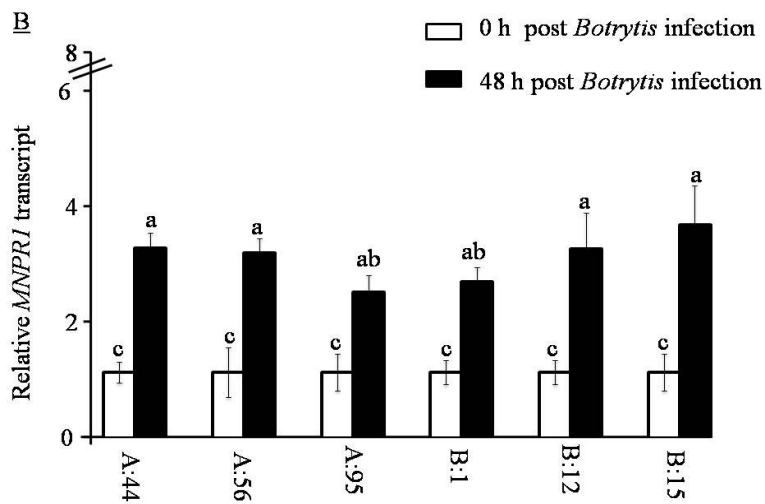 B
0 h post Botrytis infection
48 h post Botrytis infection
Relative MNPR1 transcript
8
6
4
2
0
c a c a c ab c ab c a c a
A:44 A:56 A:95 B:1 B:12 B:15